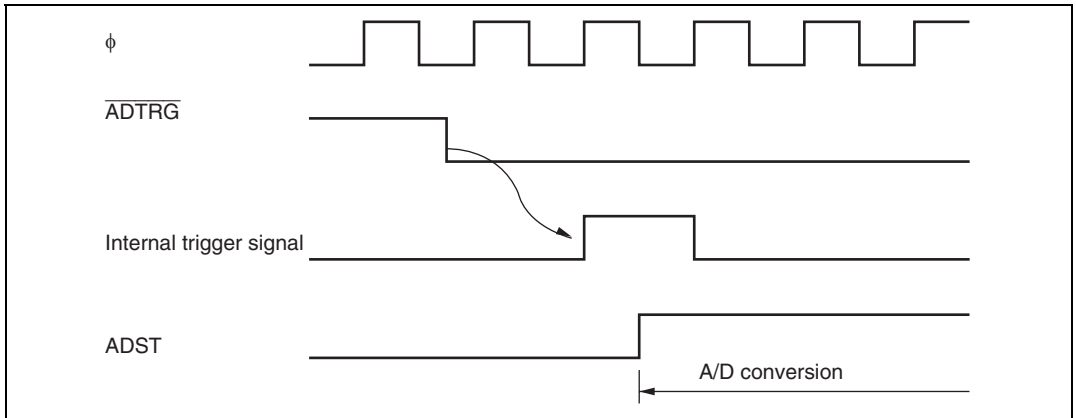 ϕ
ADTRG
Internal trigger signal
ADST
A/D conversion